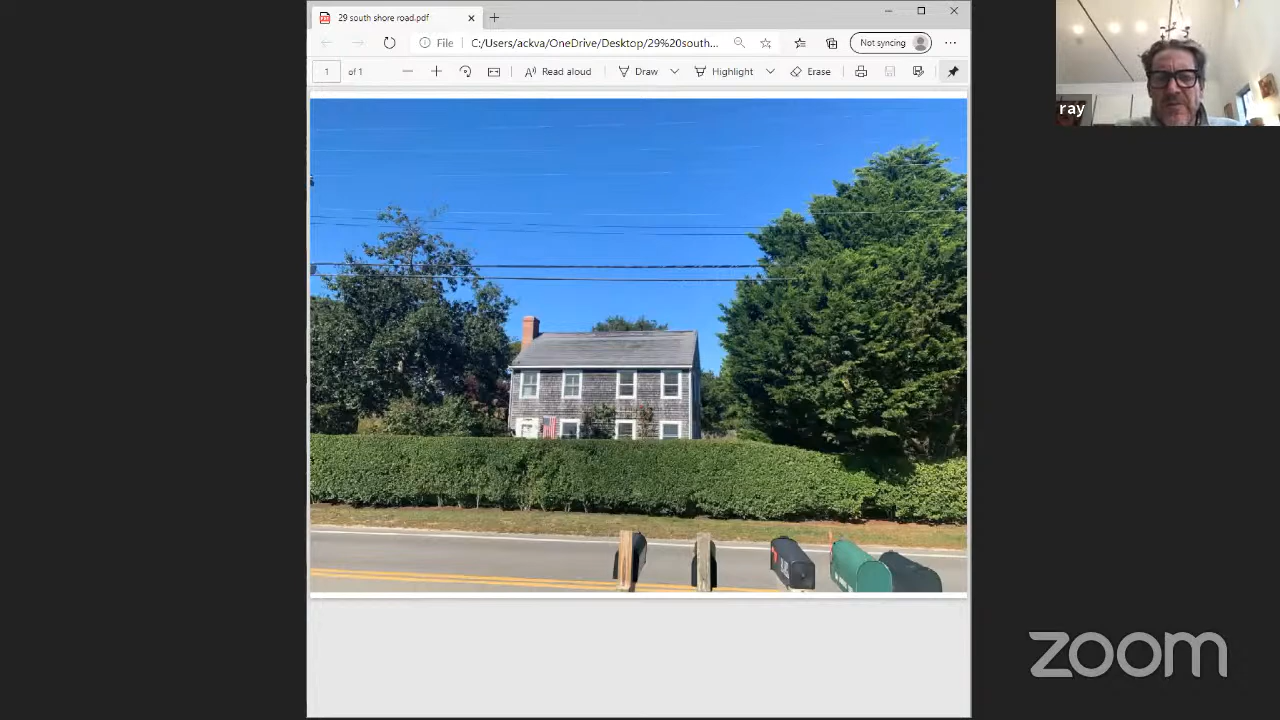 29 south shore road.pdf
File
C:/Users/ackva/OneDrive/Desktop/29%20south...
Not syncing
1
of 1
Read aloud
Draw
Highlight
Erase
ray
zoom